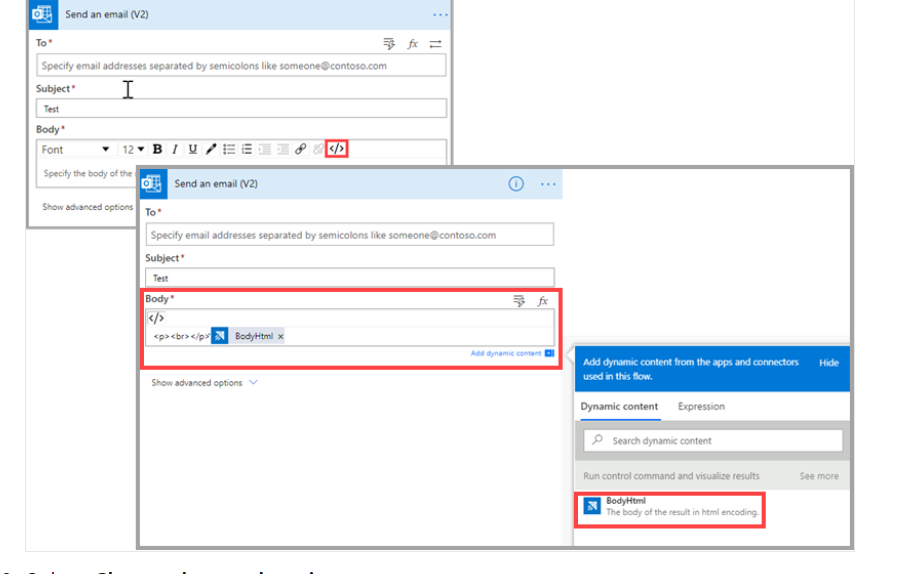 Send an email (V2)
To*
fx
Specify email addresses separated by semicolons like someone@contoso.com
Subject*
Test
Body*
Font 12 B I U </>
Specify the body of the
Show advanced options
Send an email (V2)
To*
Specify email addresses separated by semicolons like someone@contoso.com
Subject*
Test
Body*
fx
</>
<p><br></p> BodyHtml ×
Add dynamic content
Show advanced options
Add dynamic content from the apps and connectors Hide
used in this flow.
Dynamic content Expression
Search dynamic content
Run control command and visualize results See more
BodyHtml
The body of the result in html encoding.